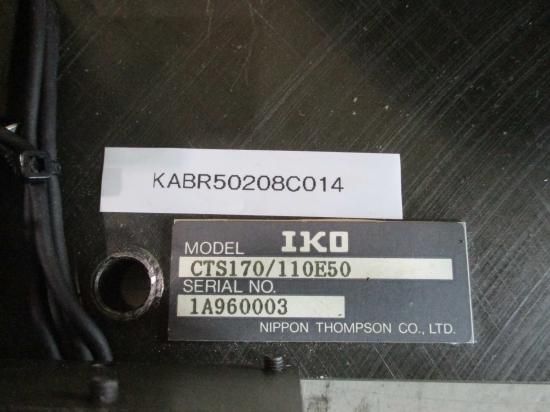 KABR50208C014
MODEL IKO
CTS170/110E50
SERIAL NO.
1A960003
NIPPON THOMPSON CO., LTD.